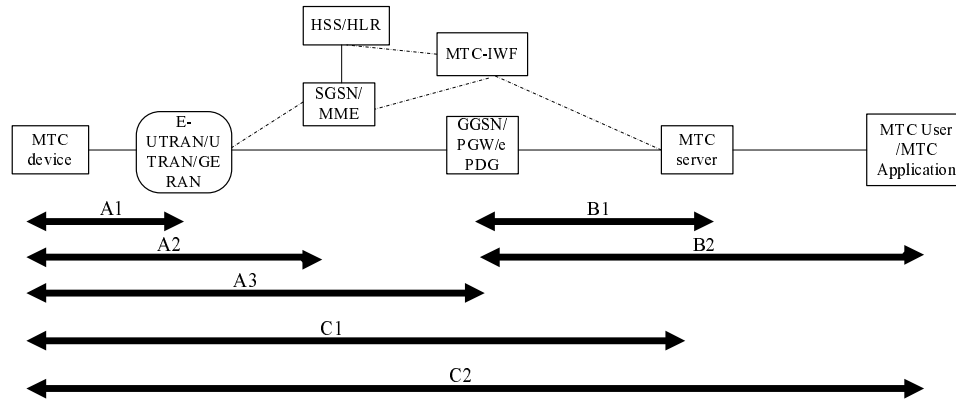 HSS/HLR
MTC-IWF
SGSN/
MME
E-
UTRAN/U
TRAN/GE
RAN
MTC
device
GGSN/
PGW/e
PDG
MTC
server
MTC User
/MTC
Application
A1
B1
A2
B2
A3
C1
C2